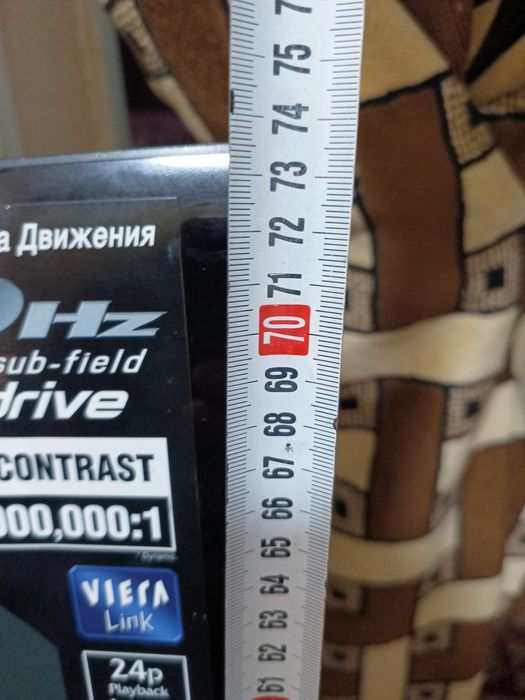 а Движения
Hz
sub-field
drive
CONTRAST
000,000:1
Dynamic
VIErA
Link
24p
Playback
75
74
73
72
71
70
69
68
67
66
65
64
63
62
61